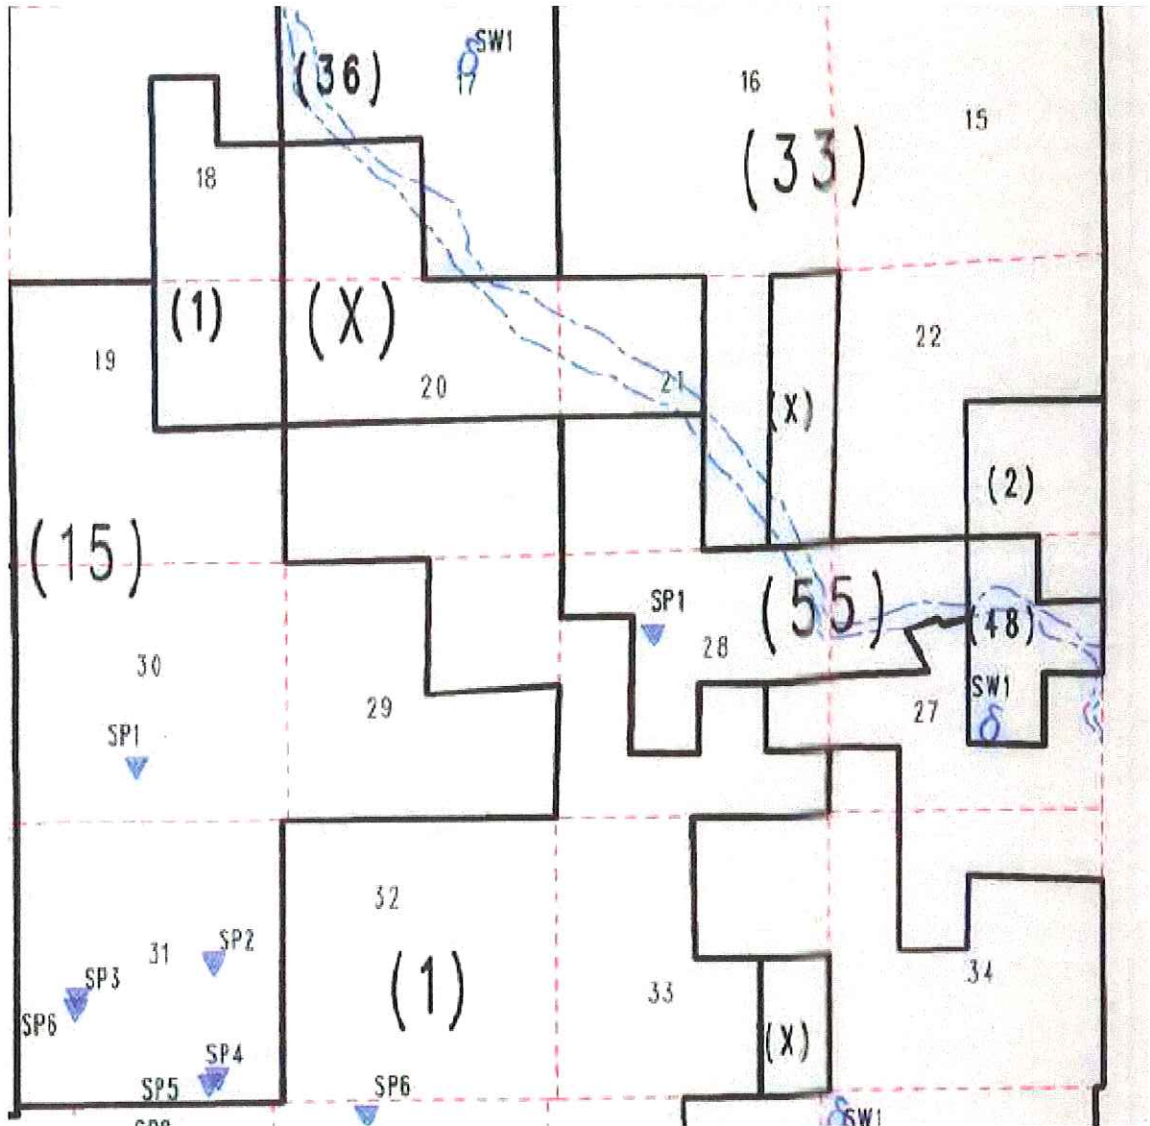 SW1
(36)
17
16
15
(33)
18
(1)
(X)
19
20
21
22
(X)
(2)
(15)
SP1
(55)
(48)
28
30
29
27
SW1
SP1
32
31
SP2
(1)
SP3
33
34
SP6
(X)
SP4
SP5
SP6
SW1